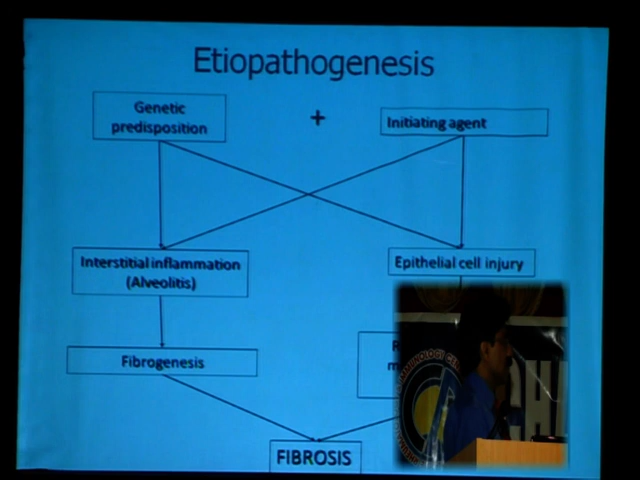 Etiopathogenesis
Genetic
predisposition
+
Initiating agent
Interstitial inflammation
(Alveolitis)
Epithelial cell injury
Fibrogenesis
FIBROSIS